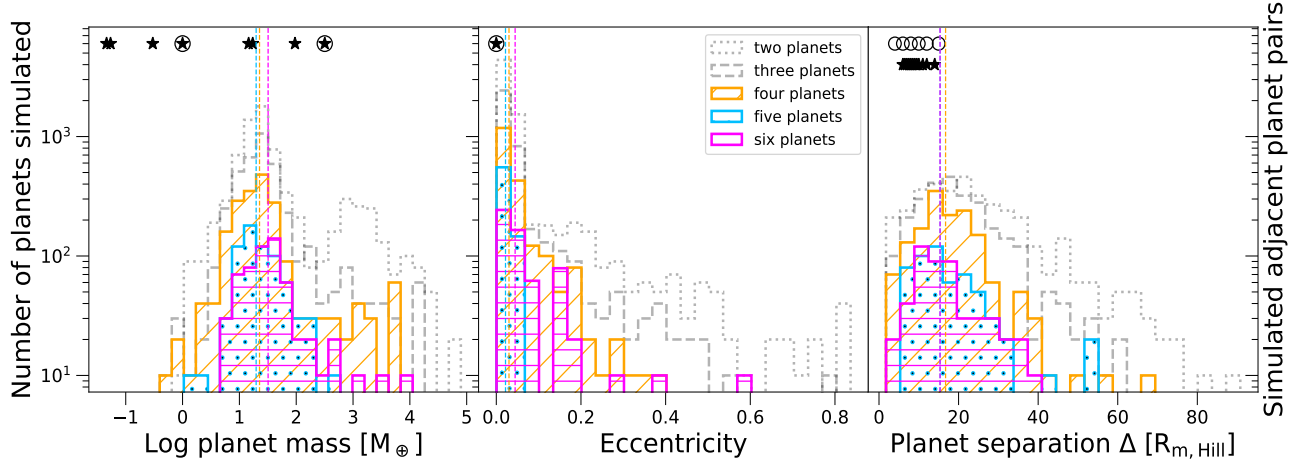 Number of planets simulated
10³
10²
10¹
−1 0 1 2 3 4 5
Log planet mass [M⊕]
0.0 0.2 0.4 0.6 0.8
Eccentricity
two planets
three planets
four planets
five planets
six planets
0 20 40 60 80
Planet separation Δ [Rm, Hill]
Simulated adjacent planet pairs